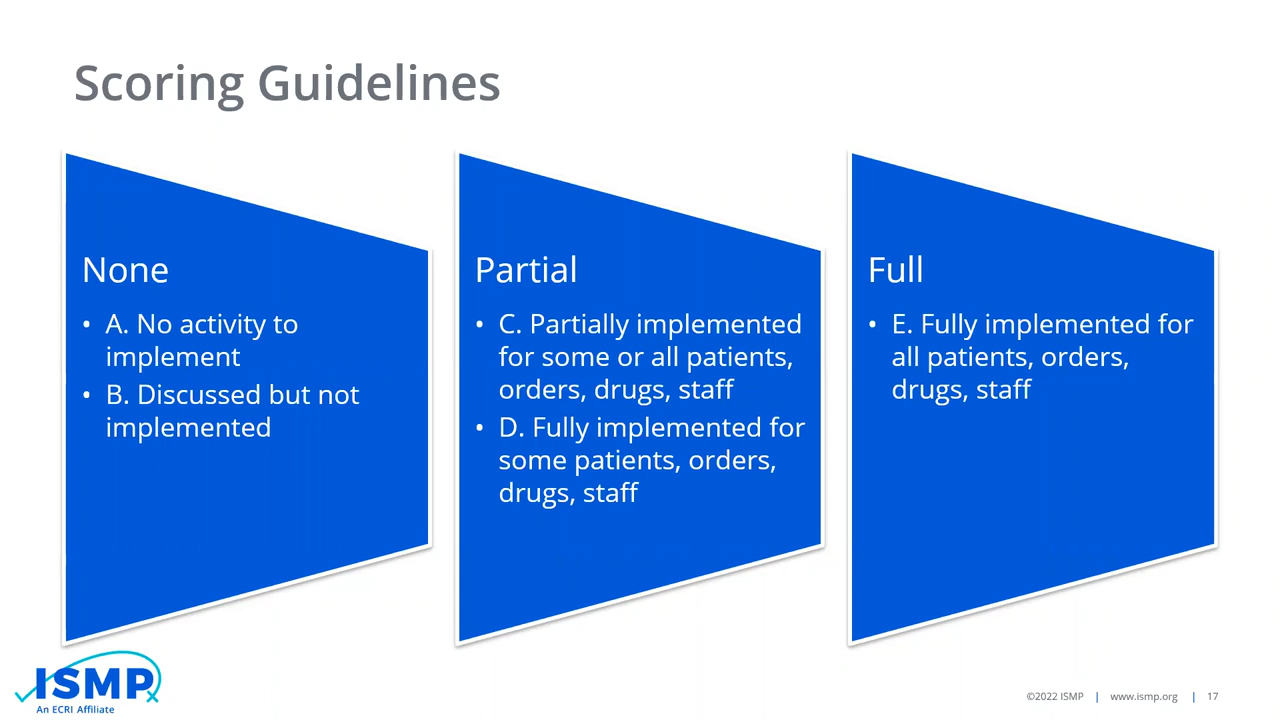 Scoring Guidelines
None
• A. No activity to
implement
• B. Discussed but not
implemented
Partial
• C. Partially implemented
for some or all patients,
orders, drugs, staff
• D. Fully implemented for
some patients, orders,
drugs, staff
Full
• E. Fully implemented for
all patients, orders,
drugs, staff
ISMP
An ECRI Affiliate
©2022 ISMP | www.ismp.org | 17